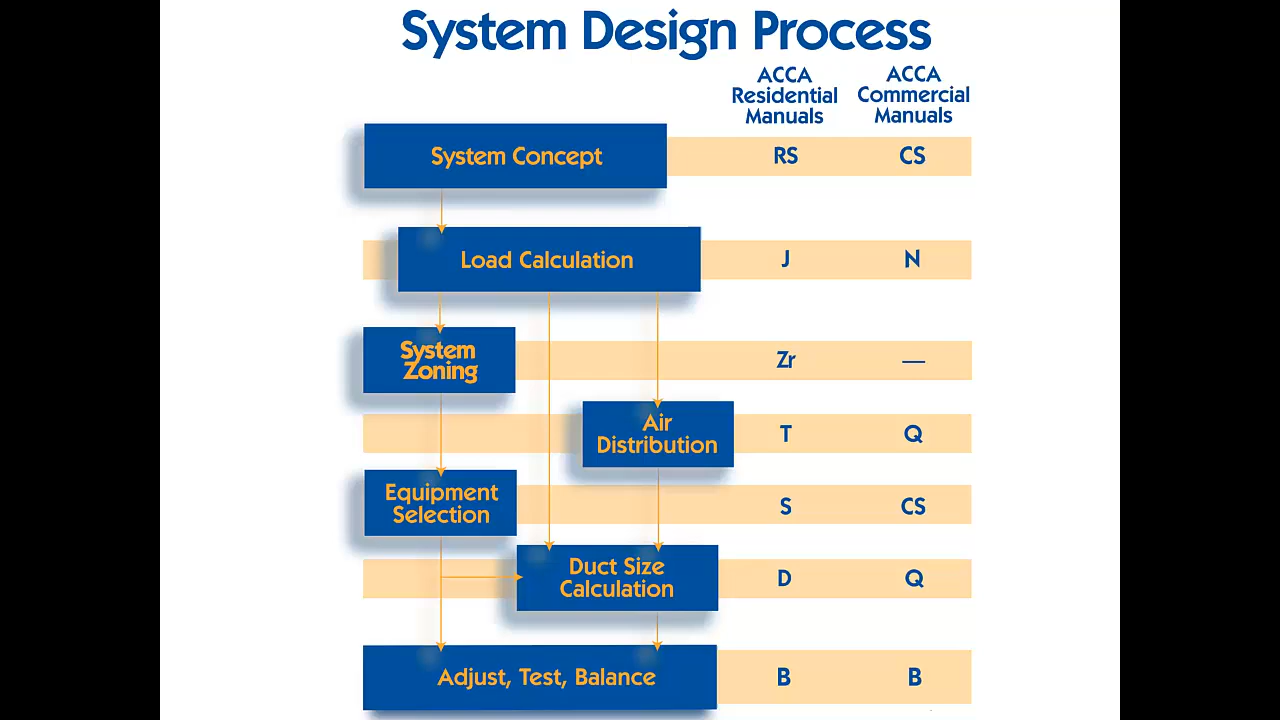 System Design Process
ACCA
Residential
Manuals
ACCA
Commercial
Manuals
System Concept
RS
CS
Load Calculation
J
N
System
Zoning
Zr
—
Air
Distribution
T
Q
Equipment
Selection
S
CS
Duct Size
Calculation
D
Q
Adjust, Test, Balance
B
B